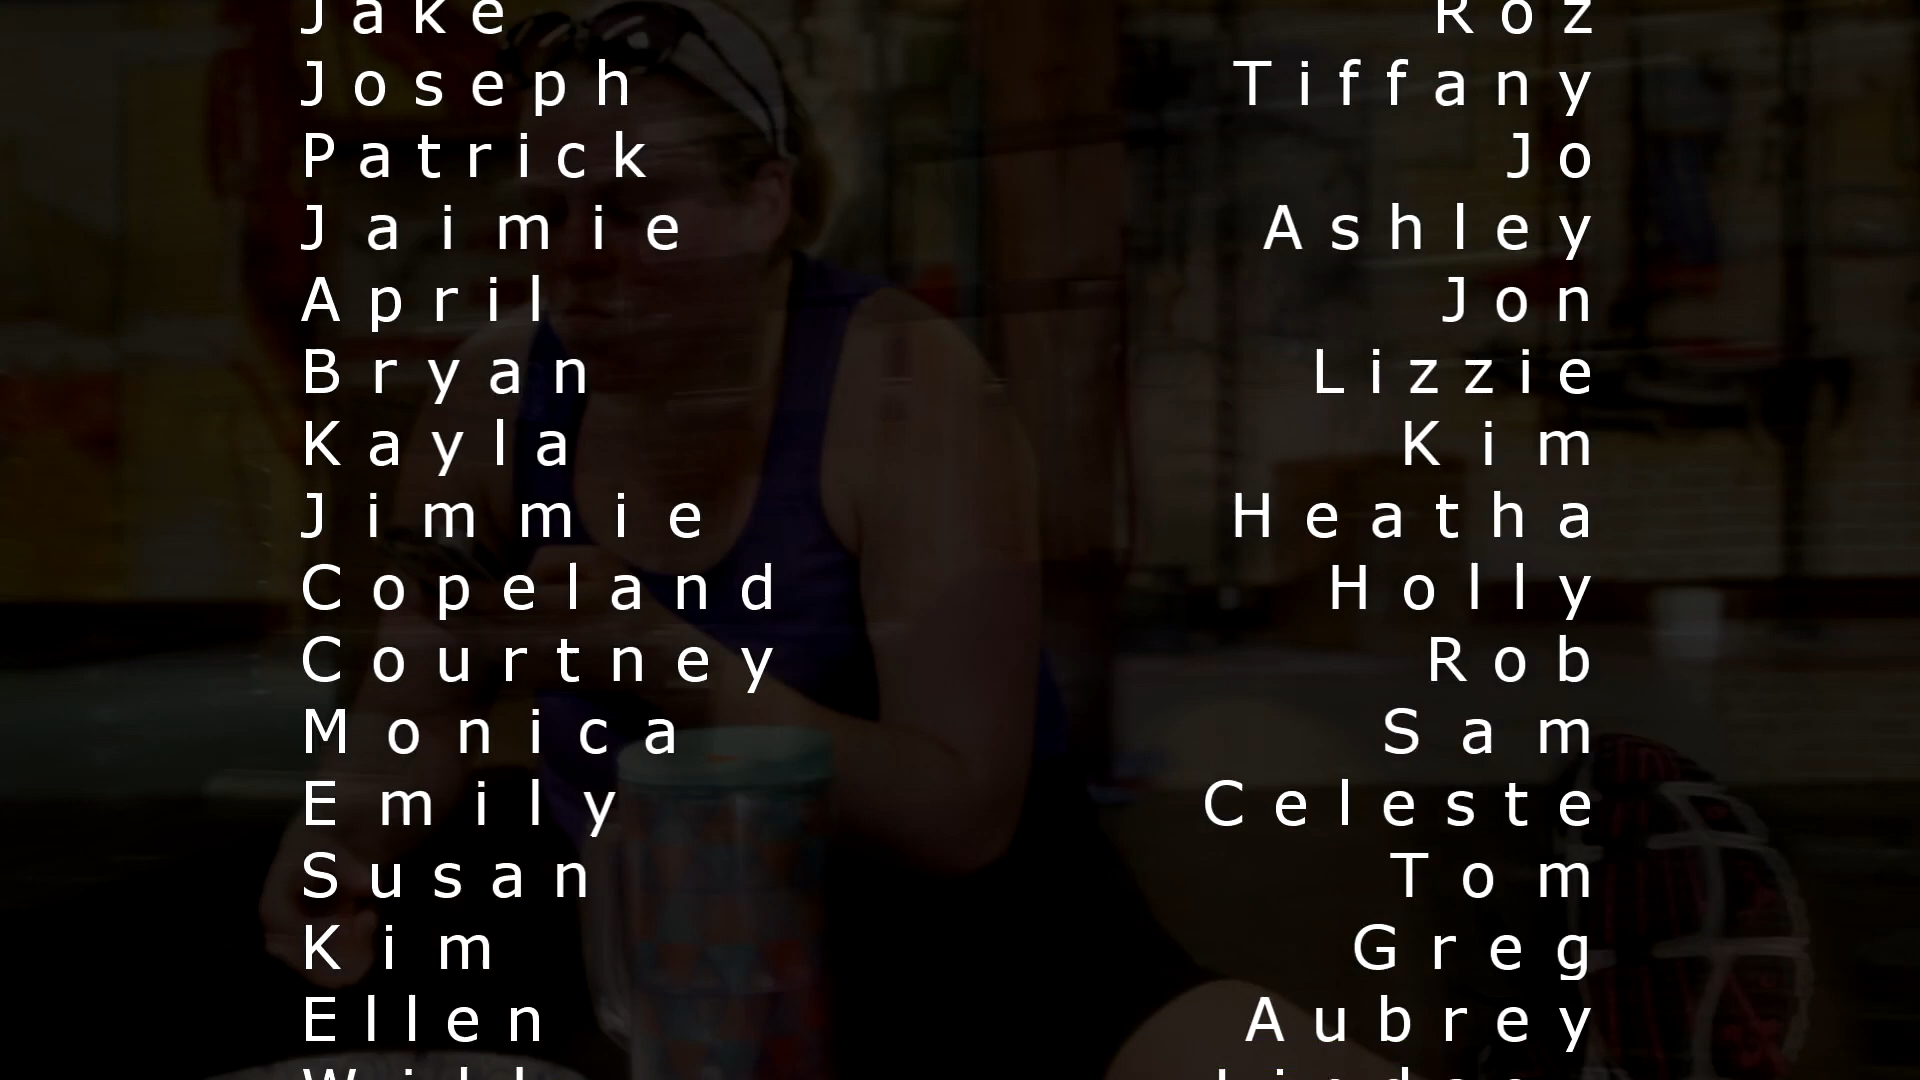 Jake Roz
Joseph Tiffany
Patrick Jo
Jaimie Ashley
April Jon
Bryan Lizzie
Kayla Kim
Jimmie Heatha
Copeland Holly
Courtney Rob
Monica Sam
Emily Celeste
Susan Tom
Kim Greg
Ellen Aubrey